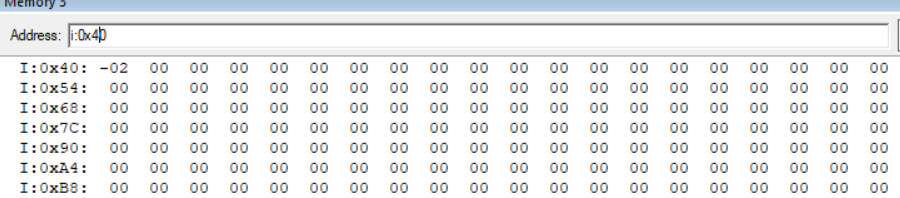 Memory 3
Address: i:0x40
I:0x40: -02 00 00 00 00 00 00 00 00 00 00 00 00 00 00 00 00 00 00 00
I:0x54: 00 00 00 00 00 00 00 00 00 00 00 00 00 00 00 00 00 00 00 00
I:0x68: 00 00 00 00 00 00 00 00 00 00 00 00 00 00 00 00 00 00 00 00
I:0x7C: 00 00 00 00 00 00 00 00 00 00 00 00 00 00 00 00 00 00 00 00
I:0x90: 00 00 00 00 00 00 00 00 00 00 00 00 00 00 00 00 00 00 00 00
I:0xA4: 00 00 00 00 00 00 00 00 00 00 00 00 00 00 00 00 00 00 00 00
I:0xB8: 00 00 00 00 00 00 00 00 00 00 00 00 00 00 00 00 00 00 00 00